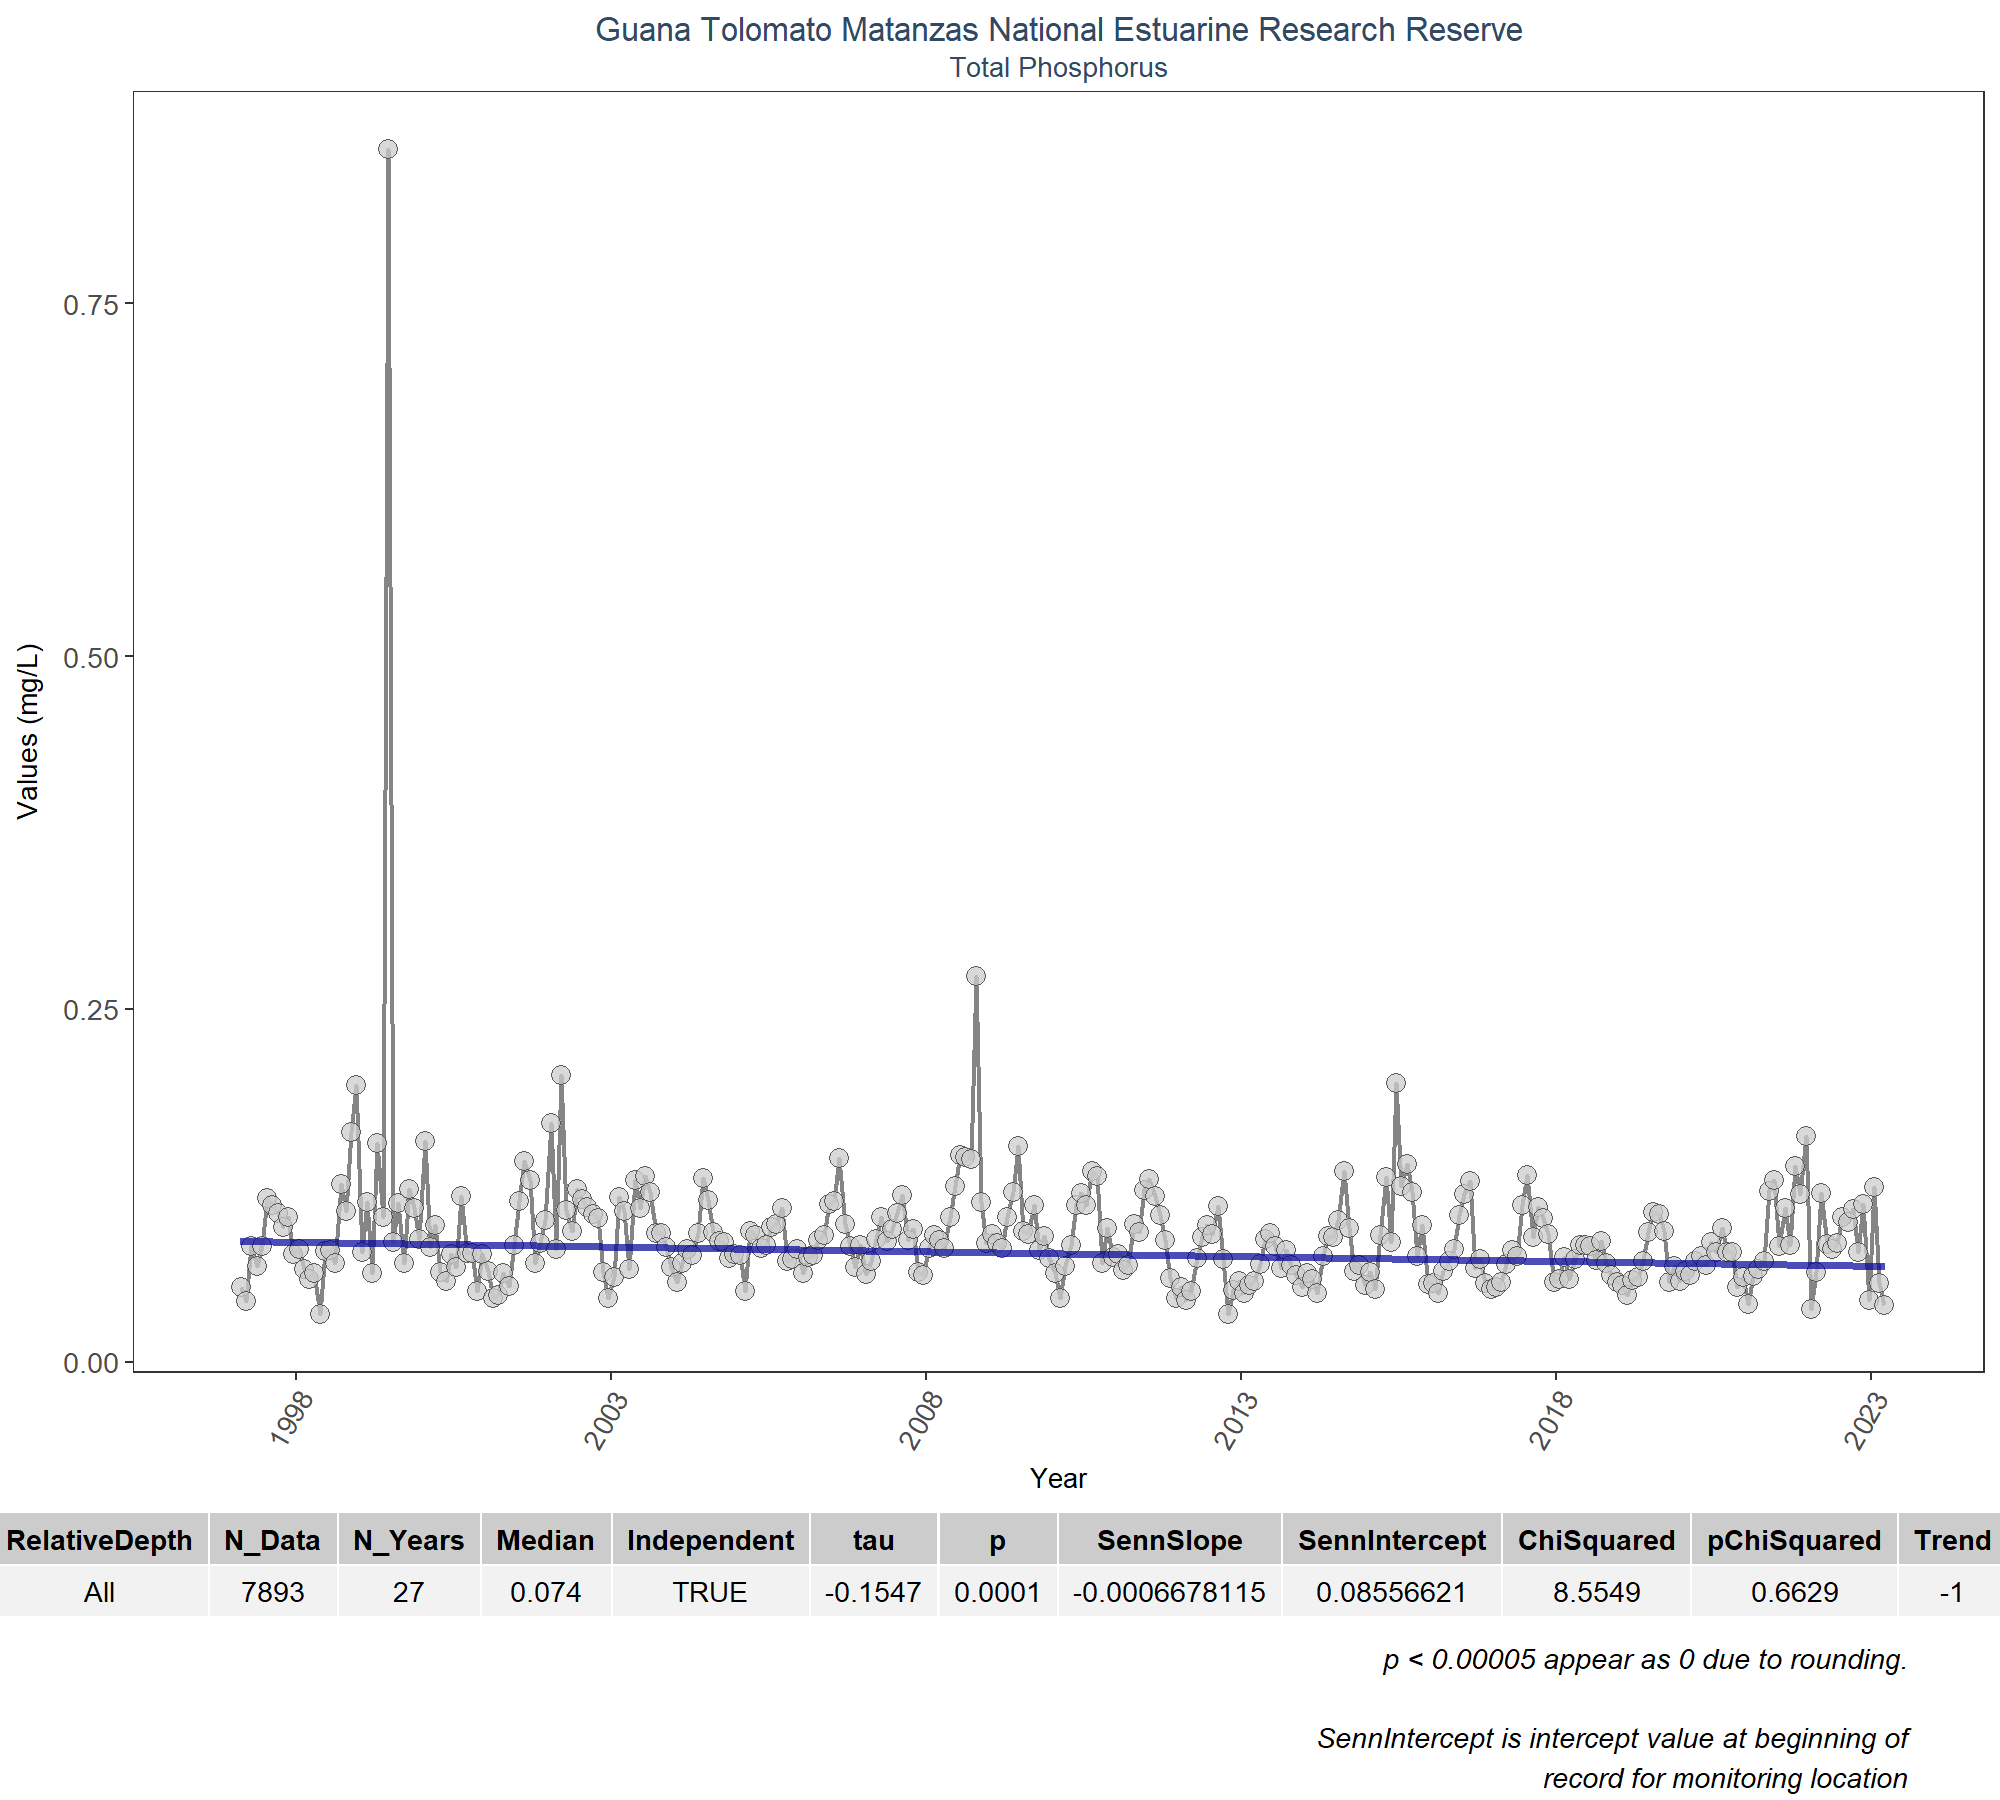 Guana Tolomato Matanzas National Estuarine Research Reserve
Total Phosphorus
0.75
0.50
0.25
0.00
Values (mg/L)
1998 2003 2008 2013 2018 2023
Year
RelativeDepth N_Data N_Years Median Independent tau p SennSlope SennIntercept ChiSquared pChiSquared Trend
All 7893 27 0.074 TRUE -0.1547 0.0001 -0.0006678115 0.08556621 8.5549 0.6629 -1
p < 0.00005 appear as 0 due to rounding.
SennIntercept is intercept value at beginning of
record for monitoring location